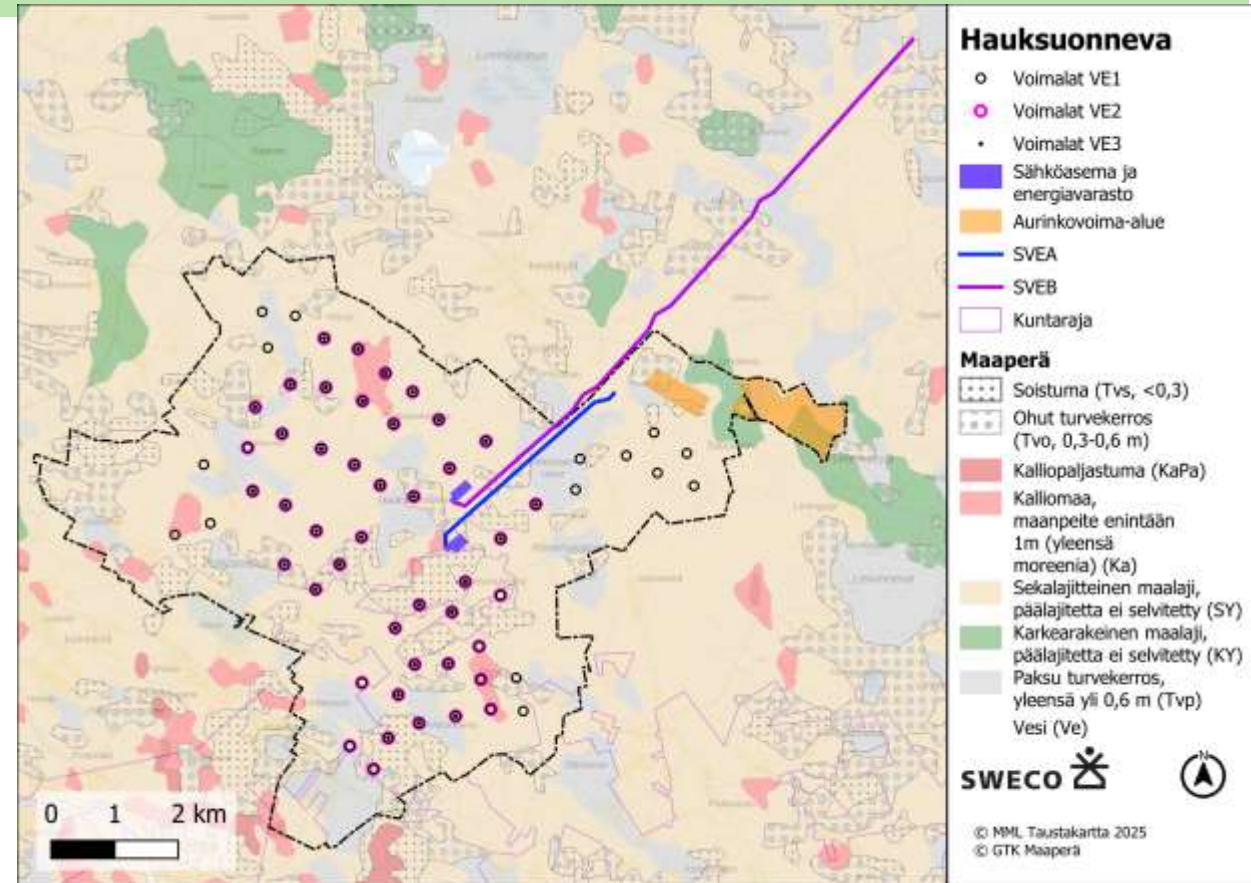 Hauksuonneva
Voimalat VE1
Voimalat VE2
Voimalat VE3
Sähköasema ja
energiavarasto
Aurinkovoima-alue
SVEA
SVEB
Kuntaraja
Maaperä
Soistuma (Tvs, <0,3)
Ohut turvekerros
(Tvo, 0,3-0,6 m)
Kalliopaljastuma (KaPa)
Kalliomaa,
maanpeite enintään
1m (yleensä
moreenia) (Ka)
Sekalajitteinen maalaji,
päälajitetta ei selvitetty (SY)
Karkearakeinen maalaji,
päälajitetta ei selvitetty (KY)
Paksu turvekerros,
yleensä yli 0,6 m (Tvp)
Vesi (Ve)
SWECO
N
© MML Taustakartta 2025
© GTK Maaperä
0 1 2 km